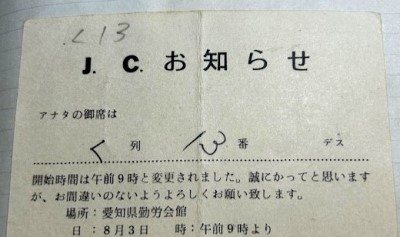 く13
J. C. お知らせ
アナタの御席は
く 列 13 番 デス
開始時間は午前9時と変更されました。誠にかってと思います
が、お間違いのないようよろしくお願い致します。
場所：愛知県勤労会館
日：8月3日 時：午前9時より